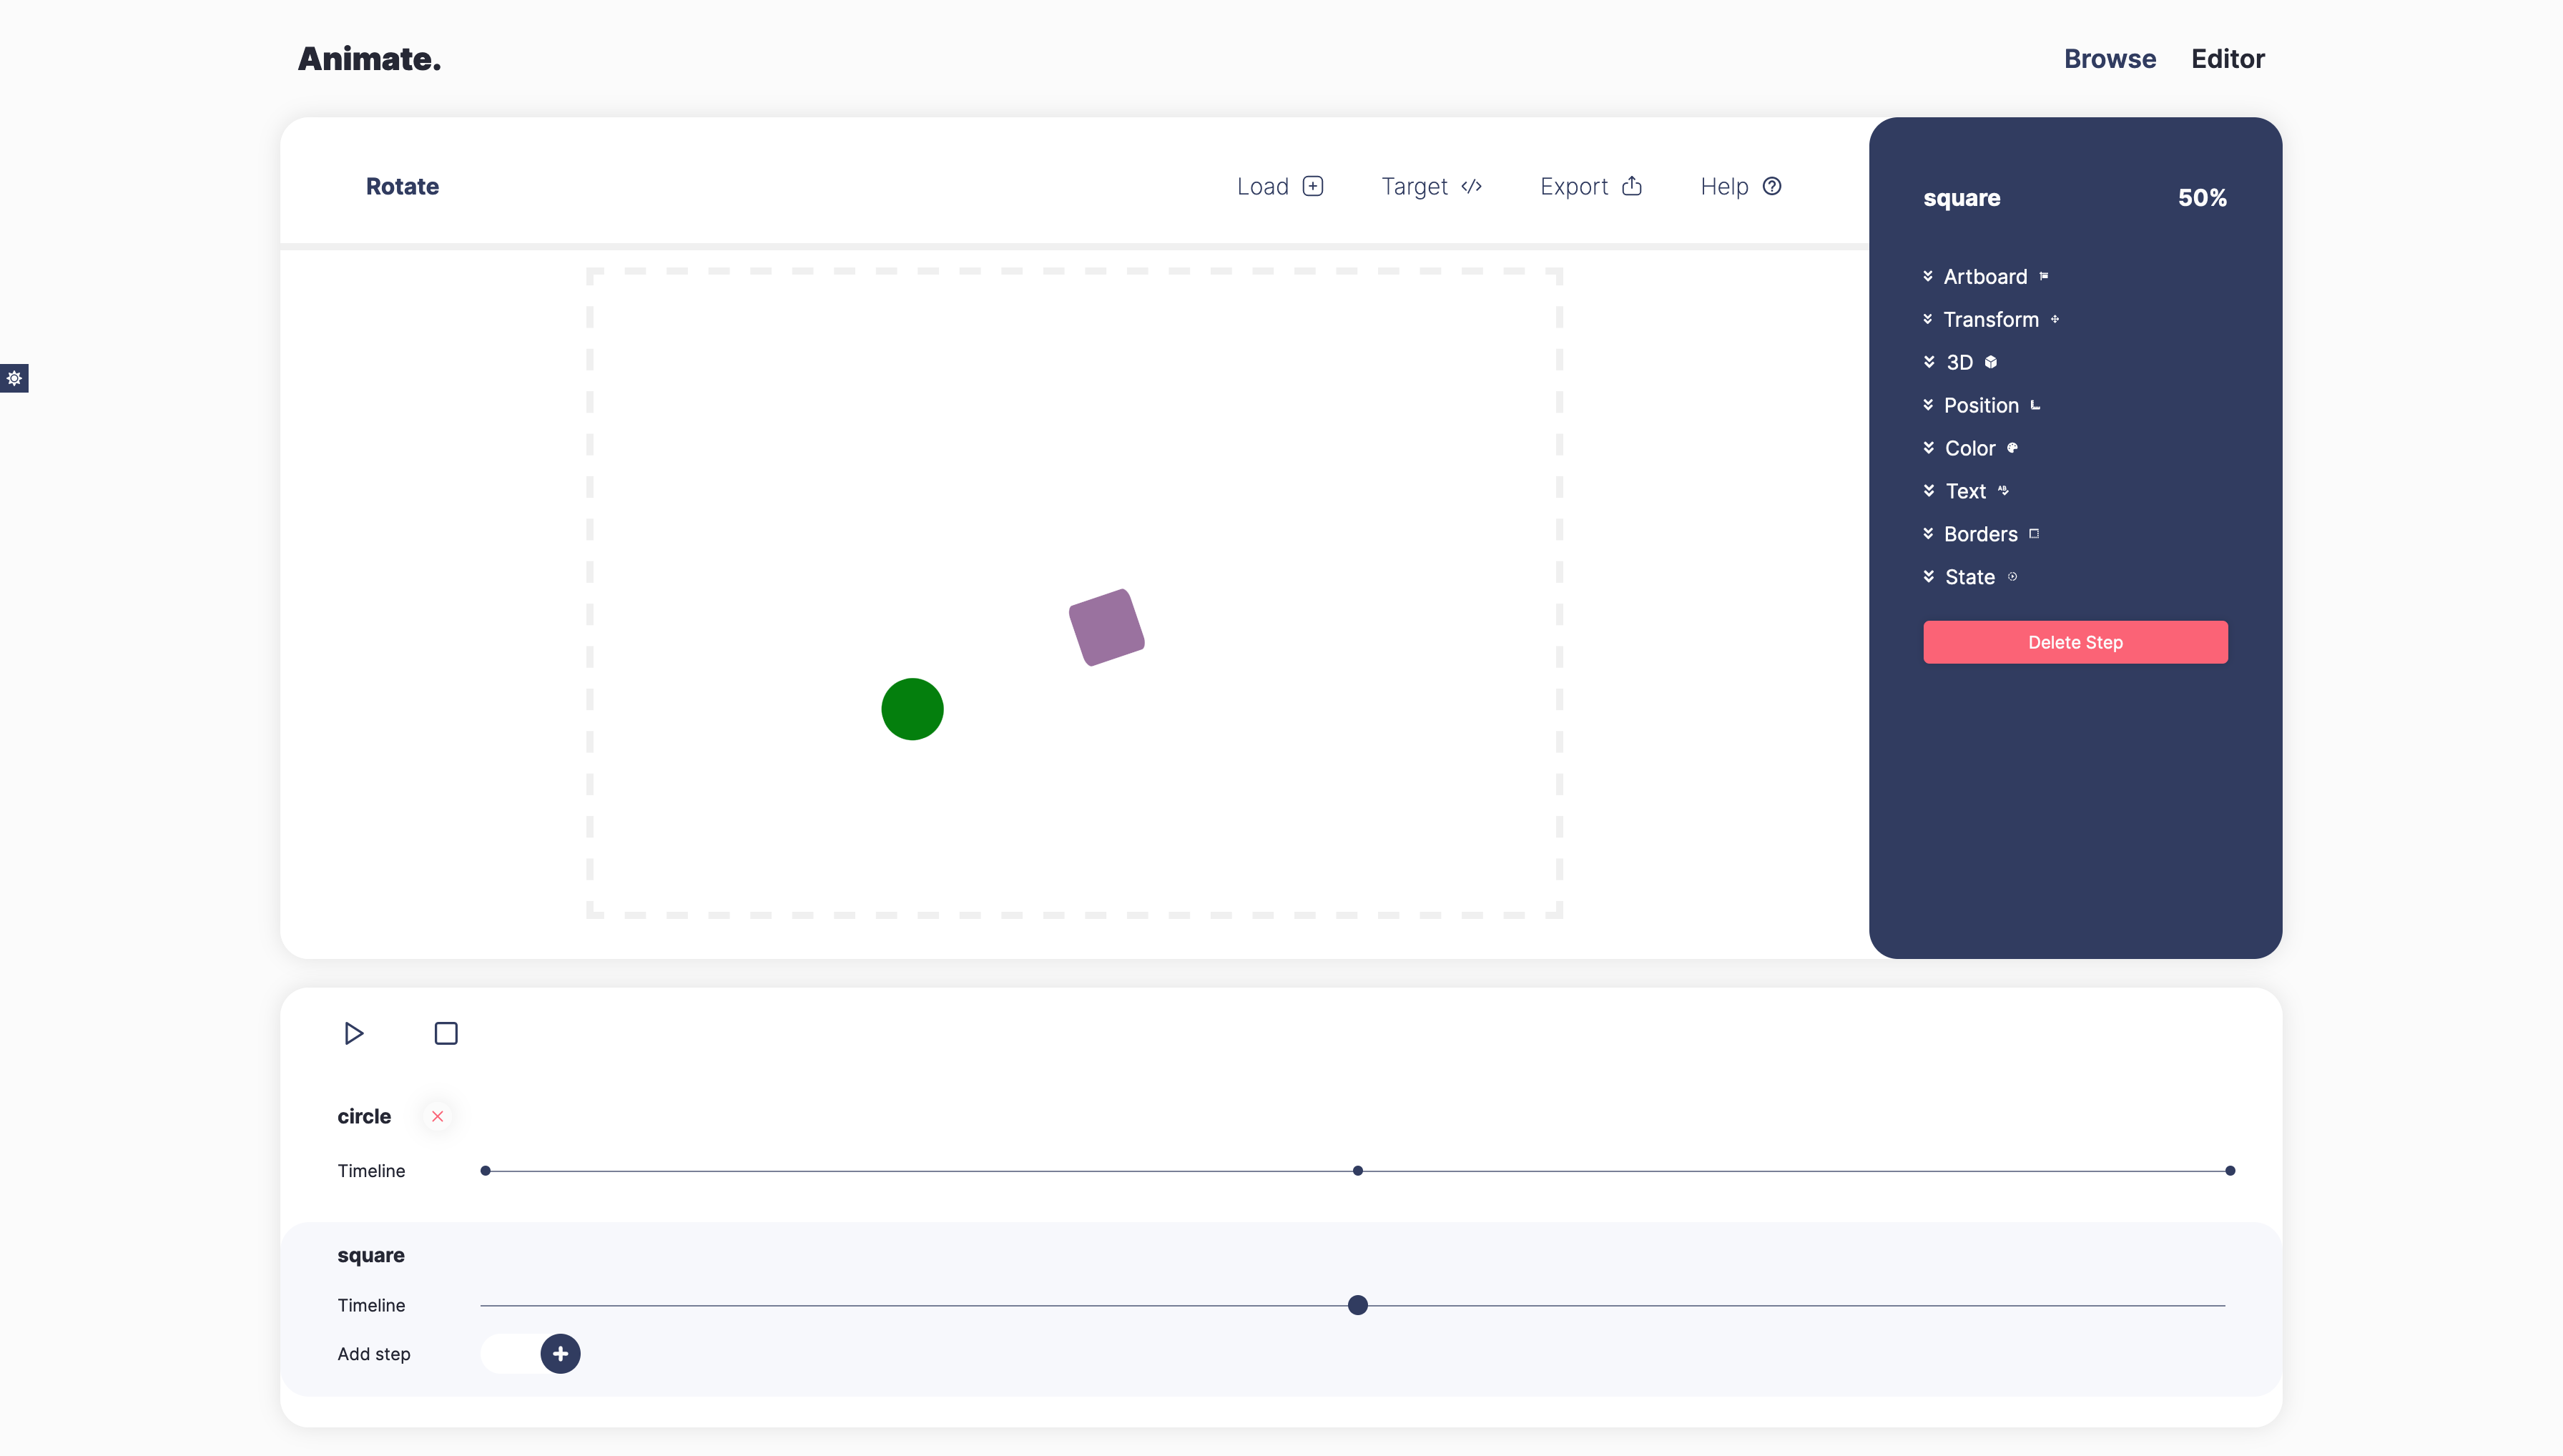 Animate.
Browse
Editor
Rotate
Load
Target
Export
Help
square
50%
Artboard
Transform
3D
Position
Color
Text
Borders
State
Delete Step
circle
Timeline
square
Timeline
Add step